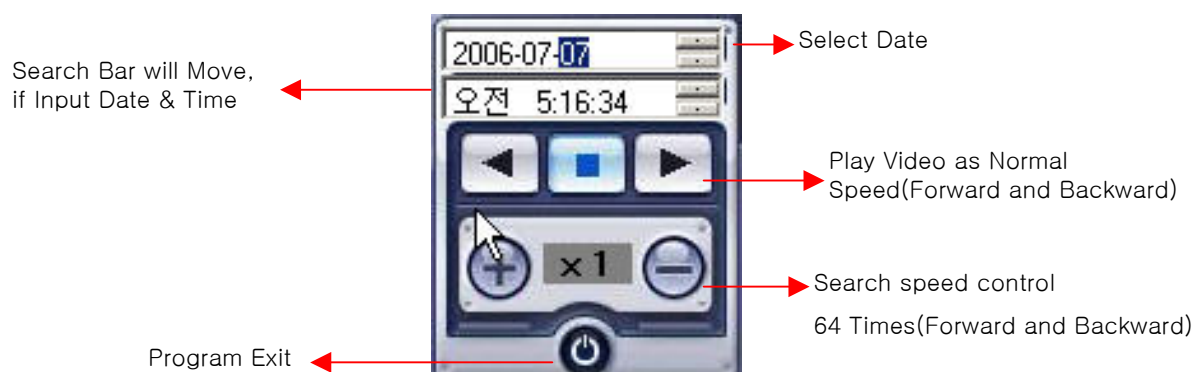 2006-07-07
Select Date
Search Bar will Move,
if Input Date & Time
오전 5:16:34
Play Video as Normal
Speed(Forward and Backward)
x 1
Search speed control
64 Times(Forward and Backward)
Program Exit